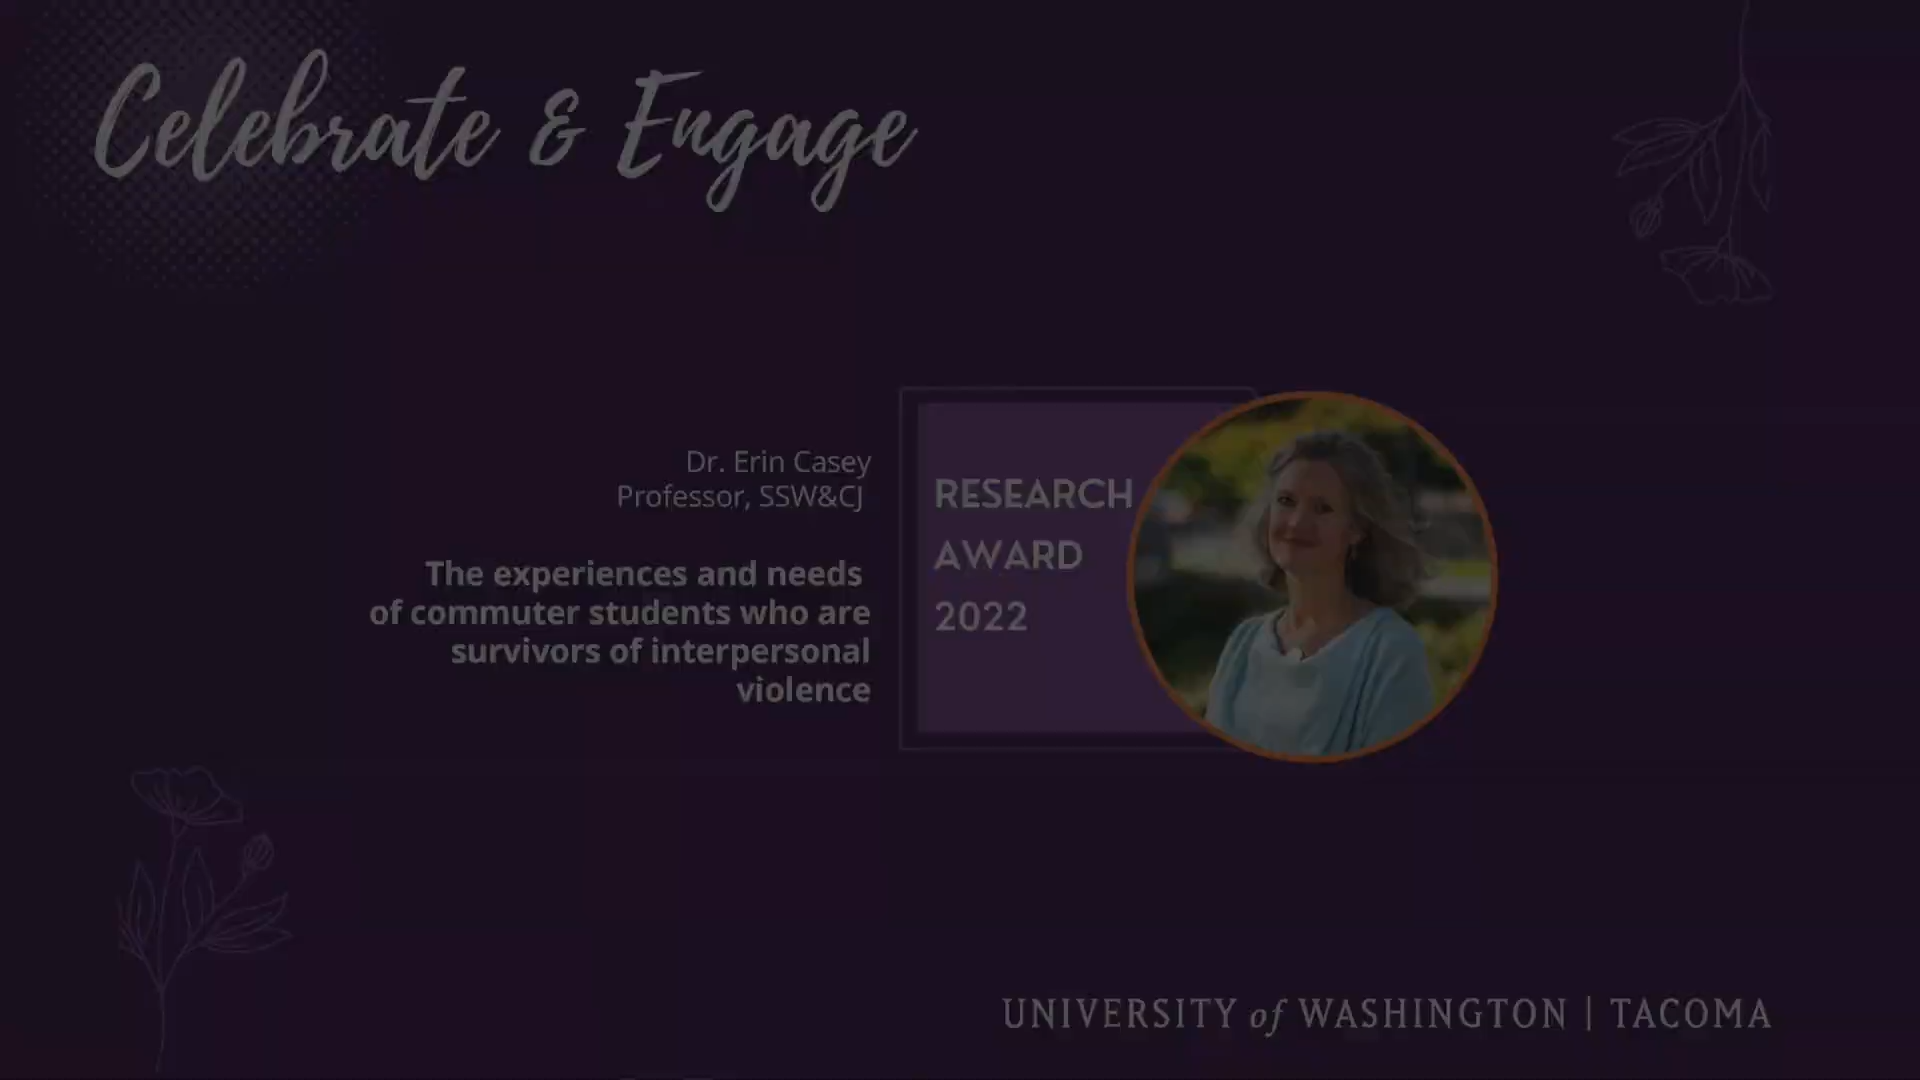 Celebrate & Engage
Dr. Erin Casey
Professor, SSW&CJ
The experiences and needs
of commuter students who are
survivors of interpersonal
violence
RESEARCH
AWARD
2022
UNIVERSITY of WASHINGTON | TACOMA